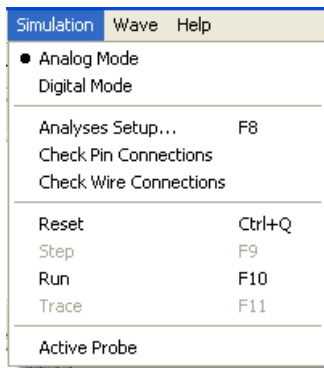 Simulation Wave Help
Analog Mode
Digital Mode
Analyses Setup... F8
Check Pin Connections
Check Wire Connections
Reset Ctrl+Q
Step F9
Run F10
Trace F11
Active Probe